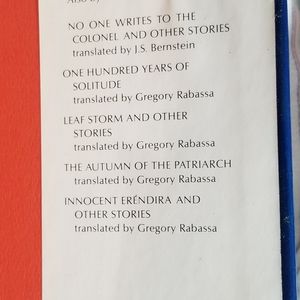 Also by
NO ONE WRITES TO THE
COLONEL AND OTHER STORIES
translated by J.S. Bernstein
ONE HUNDRED YEARS OF
SOLITUDE
translated by Gregory Rabassa
LEAF STORM AND OTHER
STORIES
translated by Gregory Rabassa
THE AUTUMN OF THE PATRIARCH
translated by Gregory Rabassa
INNOCENT ERÉNDIRA AND
OTHER STORIES
translated by Gregory Rabassa